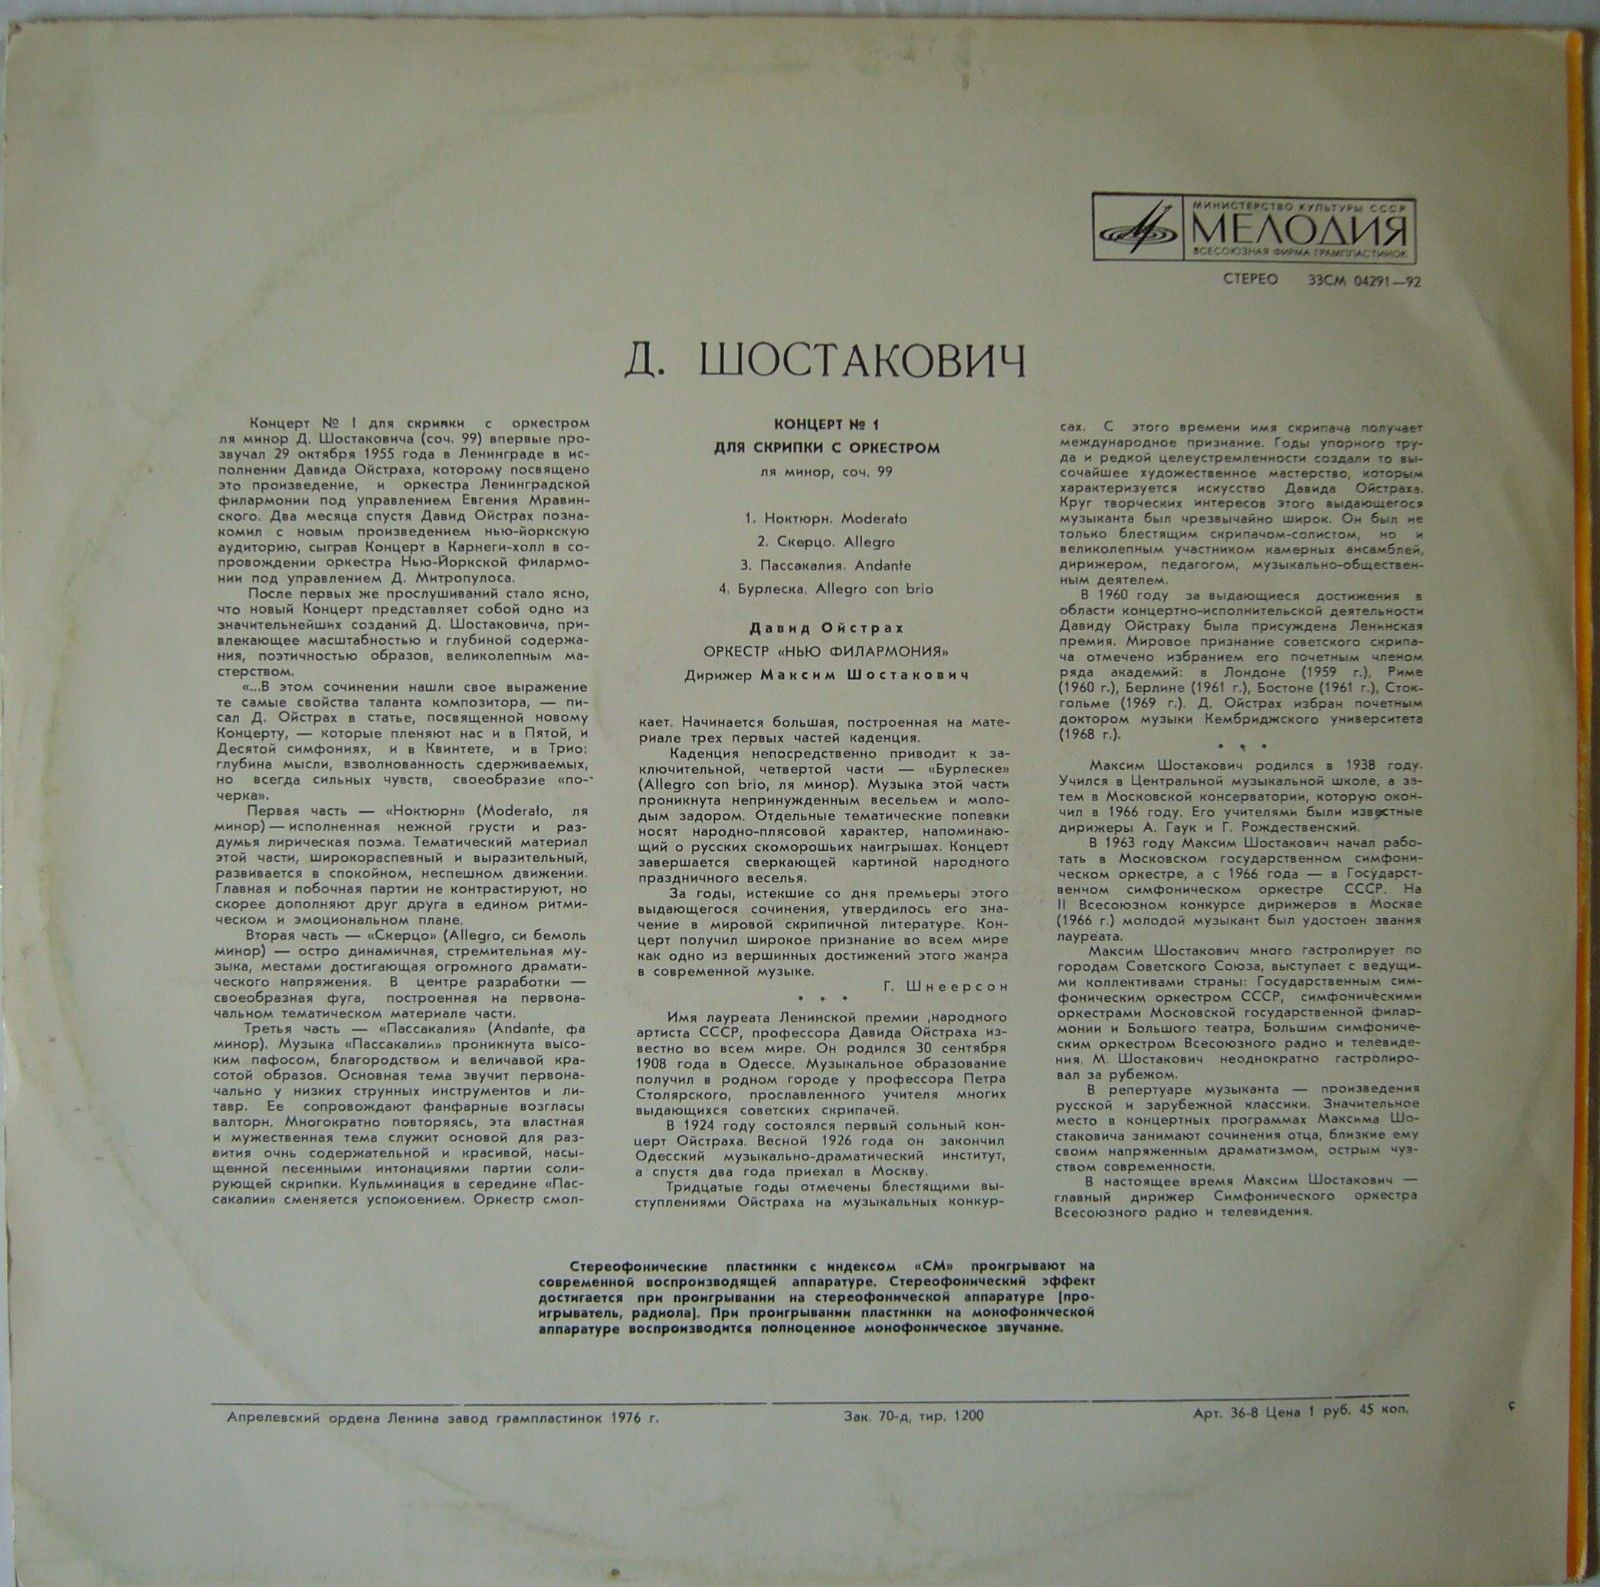 МИНИСТЕРСТВО КУЛЬТУРЫ СССР
МЕЛОДИЯ
ВСЕСОЮЗНАЯ ФИРМА ГРАМПЛАСТИНОК
СТЕРЕО 33СМ 04291—92
Д. ШОСТАКОВИЧ
Концерт № 1 для скрипки с оркестром
ля минор Д. Шостаковича (соч. 99) впервые про-
звучал 29 октября 1955 года в Ленинграде в ис-
полнении Давида Ойстраха, которому посвящено
это произведение, и оркестра Ленинградской
филармонии под управлением Евгения Мравин-
ского. Два месяца спустя Давид Ойстрах позна-
комил с новым произведением нью-йоркскую
аудиторию, сыграв Концерт в Карнеги-холл в со-
провождении оркестра Нью-Йоркской филармо-
нии под управлением Д. Митропулоса.
После первых же прослушиваний стало ясно,
что новый Концерт представляет собой одно из
значительнейших созданий Д. Шостаковича, при-
влекающее масштабностью и глубиной содержа-
ния, поэтичностью образов, великолепным ма-
стерством.
«...В этом сочинении нашли свое выражение
те самые свойства таланта композитора, — пи-
сал Д. Ойстрах в статье, посвященной новому
Концерту, — которые пленяют нас и в Пятой, и
Десятой симфониях, и в Квинтете, и в Трио:
глубина мысли, взволнованность сдерживаемых,
но всегда сильных чувств, своеобразие «по-
черка».
Первая часть — «Ноктюрн» (Moderato, ля
минор) — исполненная нежной грусти и раз-
думья лирическая поэма. Тематический материал
этой части, широкораспевный и выразительный,
развивается в спокойном, неспешном движении.
Главная и побочная партии не контрастируют, но
скорее дополняют друг друга в едином ритми-
ческом и эмоциональном плане.
Вторая часть — «Скерцо» (Allegro, си бемоль
минор) — остро динамичная, стремительная му-
зыка, местами достигающая огромного драмати-
ческого напряжения. В центре разработки —
своеобразная фуга, построенная на первона-
чальном тематическом материале части.
Третья часть — «Пассакалия» (Andante, фа
минор). Музыка «Пассакалии» проникнута высо-
ким пафосом, благородством и величавой кра-
сотой образов. Основная тема звучит первона-
чально у низких струнных инструментов и ли-
тавр. Ее сопровождают фанфарные возгласы
валторн. Многократно повторяясь, эта властная
и мужественная тема служит основой для раз-
вития очнь содержательной и красивой, насы-
щенной песенными интонациями партии соли-
рующей скрипки. Кульминация в середине «Пас-
сакалии» сменяется успокоением. Оркестр смол-
КОНЦЕРТ № 1
ДЛЯ СКРИПКИ С ОРКЕСТРОМ
ля минор, соч. 99
1. Ноктюрн. Moderato
2. Скерцо. Allegro
3. Пассакалия. Andante
4. Бурлеска. Allegro con brio
Давид Ойстрах
ОРКЕСТР «НЬЮ ФИЛАРМОНИЯ»
Дирижер Максим Шостакович
кает. Начинается большая, построенная на мате-
риале трех первых частей каденция.
Каденция непосредственно приводит к за-
ключительной, четвертой части — «Бурлеске»
(Allegro con brio, ля минор). Музыка этой части
проникнута непринужденным весельем и моло-
дым задором. Отдельные тематические попевки
носят народно-плясовой характер, напоминаю-
щий о русских скоморошьих наигрышах. Концерт
завершается сверкающей картиной народного
праздничного веселья.
За годы, истекшие со дня премьеры этого
выдающегося сочинения, утвердилось его зна-
чение в мировой скрипичной литературе. Кон-
церт получил широкое признание во всем мире
как одно из вершинных достижений этого жанра
в современной музыке.
Г. Шнеерсон
* * *
Имя лауреата Ленинской премии ,народного
артиста СССР, профессора Давида Ойстраха из-
вестно во всем мире. Он родился 30 сентября
1908 года в Одессе. Музыкальное образование
получил в родном городе у профессора Петра
Столярского, прославленного учителя многих
выдающихся советских скрипачей.
В 1924 году состоялся первый сольный кон-
церт Ойстраха. Весной 1926 года он закончил
Одесский музыкально-драматический институт,
а спустя два года приехал в Москву.
Тридцатые годы отмечены блестящими вы-
ступлениями Ойстраха на музыкальных конкур-
сах. С этого времени имя скрипача получает
международное признание. Годы упорного тру-
да и редкой целеустремленности создали то вы-
сочайшее художественное мастерство, которым
характеризуется искусство Давида Ойстраха.
Круг творческих интересов этого выдающегося
музыканта был чрезвычайно широк. Он был не
только блестящим скрипачом-солистом, но и
великолепным участником камерных ансамблей,
дирижером, педагогом, музыкально-обществен-
ным деятелем.
В 1960 году за выдающиеся достижения в
области концертно-исполнительской деятельности
Давиду Ойстраху была присуждена Ленинская
премия. Мировое признание советского скрипа-
ча отмечено избранием его почетным членом
ряда академий: в Лондоне (1959 г.), Риме
(1960 г.), Берлине (1961 г.), Бостоне (1961 г.), Сток-
гольме (1969 г.). Д. Ойстрах избран почетным
доктором музыки Кембриджского университета
(1968 г.).
* * *
Максим Шостакович родился в 1938 году.
Учился в Центральной музыкальной школе, а за-
тем в Московской консерватории, которую окон-
чил в 1966 году. Его учителями были известные
дирижеры А. Гаук и Г. Рождественский.
В 1963 году Максим Шостакович начал рабо-
тать в Московском государственном симфони-
ческом оркестре, а с 1966 года — в Государст-
венном симфоническом оркестре СССР. На
II Всесоюзном конкурсе дирижеров в Москве
(1966 г.) молодой музыкант был удостоен звания
лауреата.
Максим Шостакович много гастролирует по
городам Советского Союза, выступает с ведущи-
ми коллективами страны: Государственным сим-
фоническим оркестром СССР, симфоническими
оркестрами Московской государственной филар-
монии и Большого театра, Большим симфониче-
ским оркестром Всесоюзного радио и телевиде-
ния. М. Шостакович неоднократно гастролиро-
вал за рубежом.
В репертуаре музыканта — произведения
русской и зарубежной классики. Значительное
место в концертных программах Максима Шо-
стаковича занимают сочинения отца, близкие ему
своим напряженным драматизмом, острым чув-
ством современности.
В настоящее время Максим Шостакович —
главный дирижер Симфонического оркестра
Всесоюзного радио и телевидения.
Стереофонические пластинки с индексом «СМ» проигрывают на
современной воспроизводящей аппаратуре. Стереофонический эффект
достигается при проигрывании на стереофонической аппаратуре (про-
игрыватель, радиола). При проигрывании пластинки на монофонической
аппаратуре воспроизводится полноценное монофоническое звучание.
Апрелевский ордена Ленина завод грампластинок 1976 г. Зак. 70-д, тир. 1200 Арт. 36-8 Цена 1 руб. 45 коп.